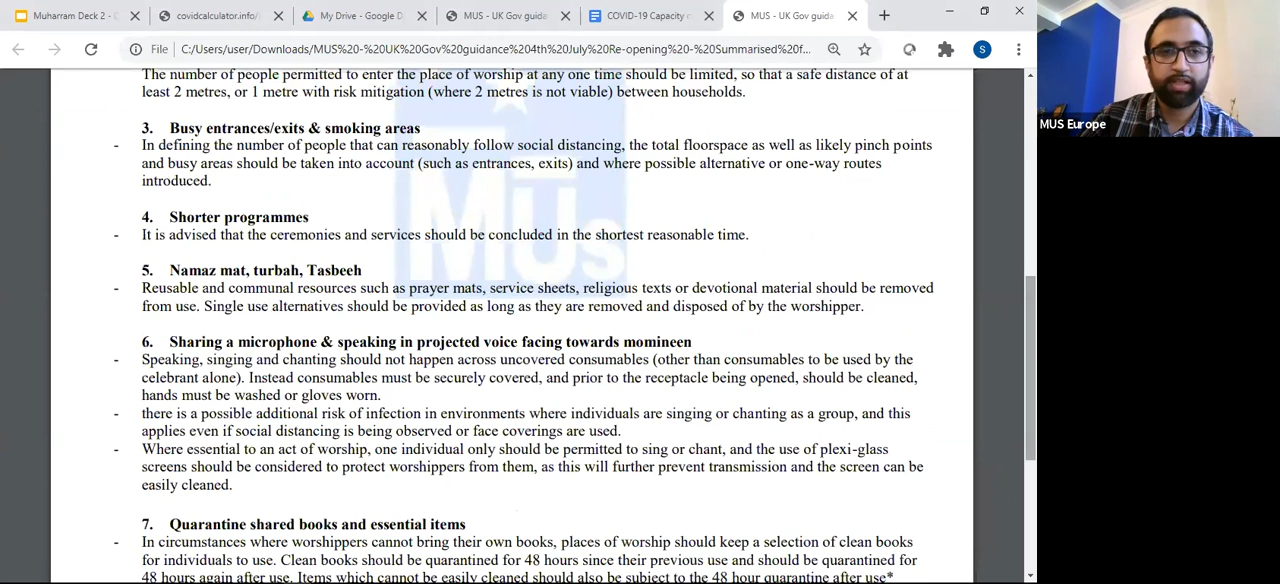 Muharram Deck 2 - G
covidcalculator.info/
My Drive - Google D
MUS - UK Gov guida
COVID-19 Capacity c
MUS - UK Gov guida
File
C:/Users/user/Downloads/MUS%20-%20UK%20Gov%20guidance%204th%20July%20Re-opening%20-%20Summarised%20f...
S
The number of people permitted to enter the place of worship at any one time should be limited, so that a safe distance of at
least 2 metres, or 1 metre with risk mitigation (where 2 metres is not viable) between households.
3. Busy entrances/exits & smoking areas
- In defining the number of people that can reasonably follow social distancing, the total floorspace as well as likely pinch points
and busy areas should be taken into account (such as entrances, exits) and where possible alternative or one-way routes
introduced.
4. Shorter programmes
- It is advised that the ceremonies and services should be concluded in the shortest reasonable time.
5. Namaz mat, turbah, Tasbeeh
- Reusable and communal resources such as prayer mats, service sheets, religious texts or devotional material should be removed
from use. Single use alternatives should be provided as long as they are removed and disposed of by the worshipper.
6. Sharing a microphone & speaking in projected voice facing towards momineen
- Speaking, singing and chanting should not happen across uncovered consumables (other than consumables to be used by the
celebrant alone). Instead consumables must be securely covered, and prior to the receptacle being opened, should be cleaned,
hands must be washed or gloves worn.
- there is a possible additional risk of infection in environments where individuals are singing or chanting as a group, and this
applies even if social distancing is being observed or face coverings are used.
- Where essential to an act of worship, one individual only should be permitted to sing or chant, and the use of plexi-glass
screens should be considered to protect worshippers from them, as this will further prevent transmission and the screen can be
easily cleaned.
7. Quarantine shared books and essential items
- In circumstances where worshippers cannot bring their own books, places of worship should keep a selection of clean books
for individuals to use. Clean books should be quarantined for 48 hours since their previous use and should be quarantined for
48 hours again after use. Items which cannot be easily cleaned should also be subject to the 48 hour quarantine after use*
MUs
MUS Europe